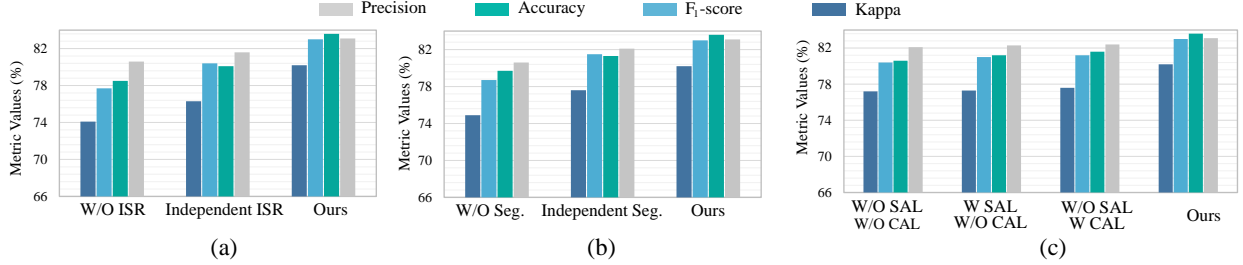 Precision Accuracy F1-score Kappa
Metric Values (%)
82
78
74
70
66
W/O ISR Independent ISR Ours
(a)
Metric Values (%)
82
78
74
70
66
W/O Seg. Independent Seg. Ours
(b)
Metric Values (%)
82
78
74
70
66
W/O SAL W SAL W/O SAL Ours
W/O CAL W/O CAL W CAL
(c)